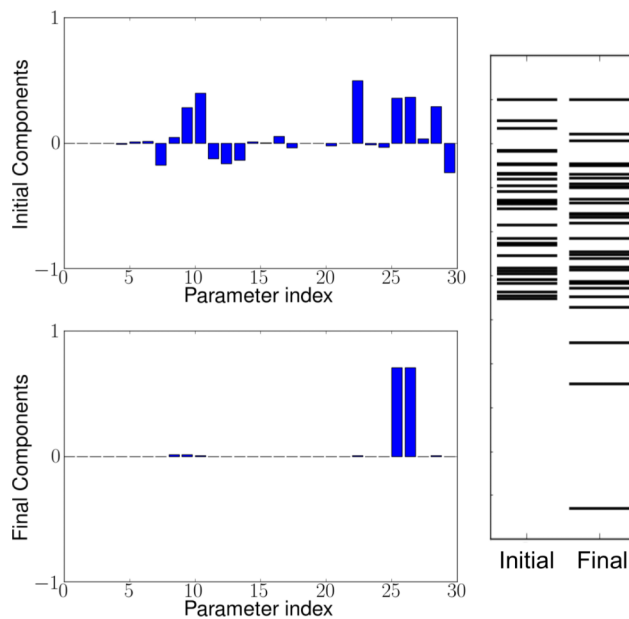 1
Initial Components
0
−1
0 5 10 15 20 25 30
Parameter index
1
Final Components
0
−1
0 5 10 15 20 25 30
Parameter index
Initial Final